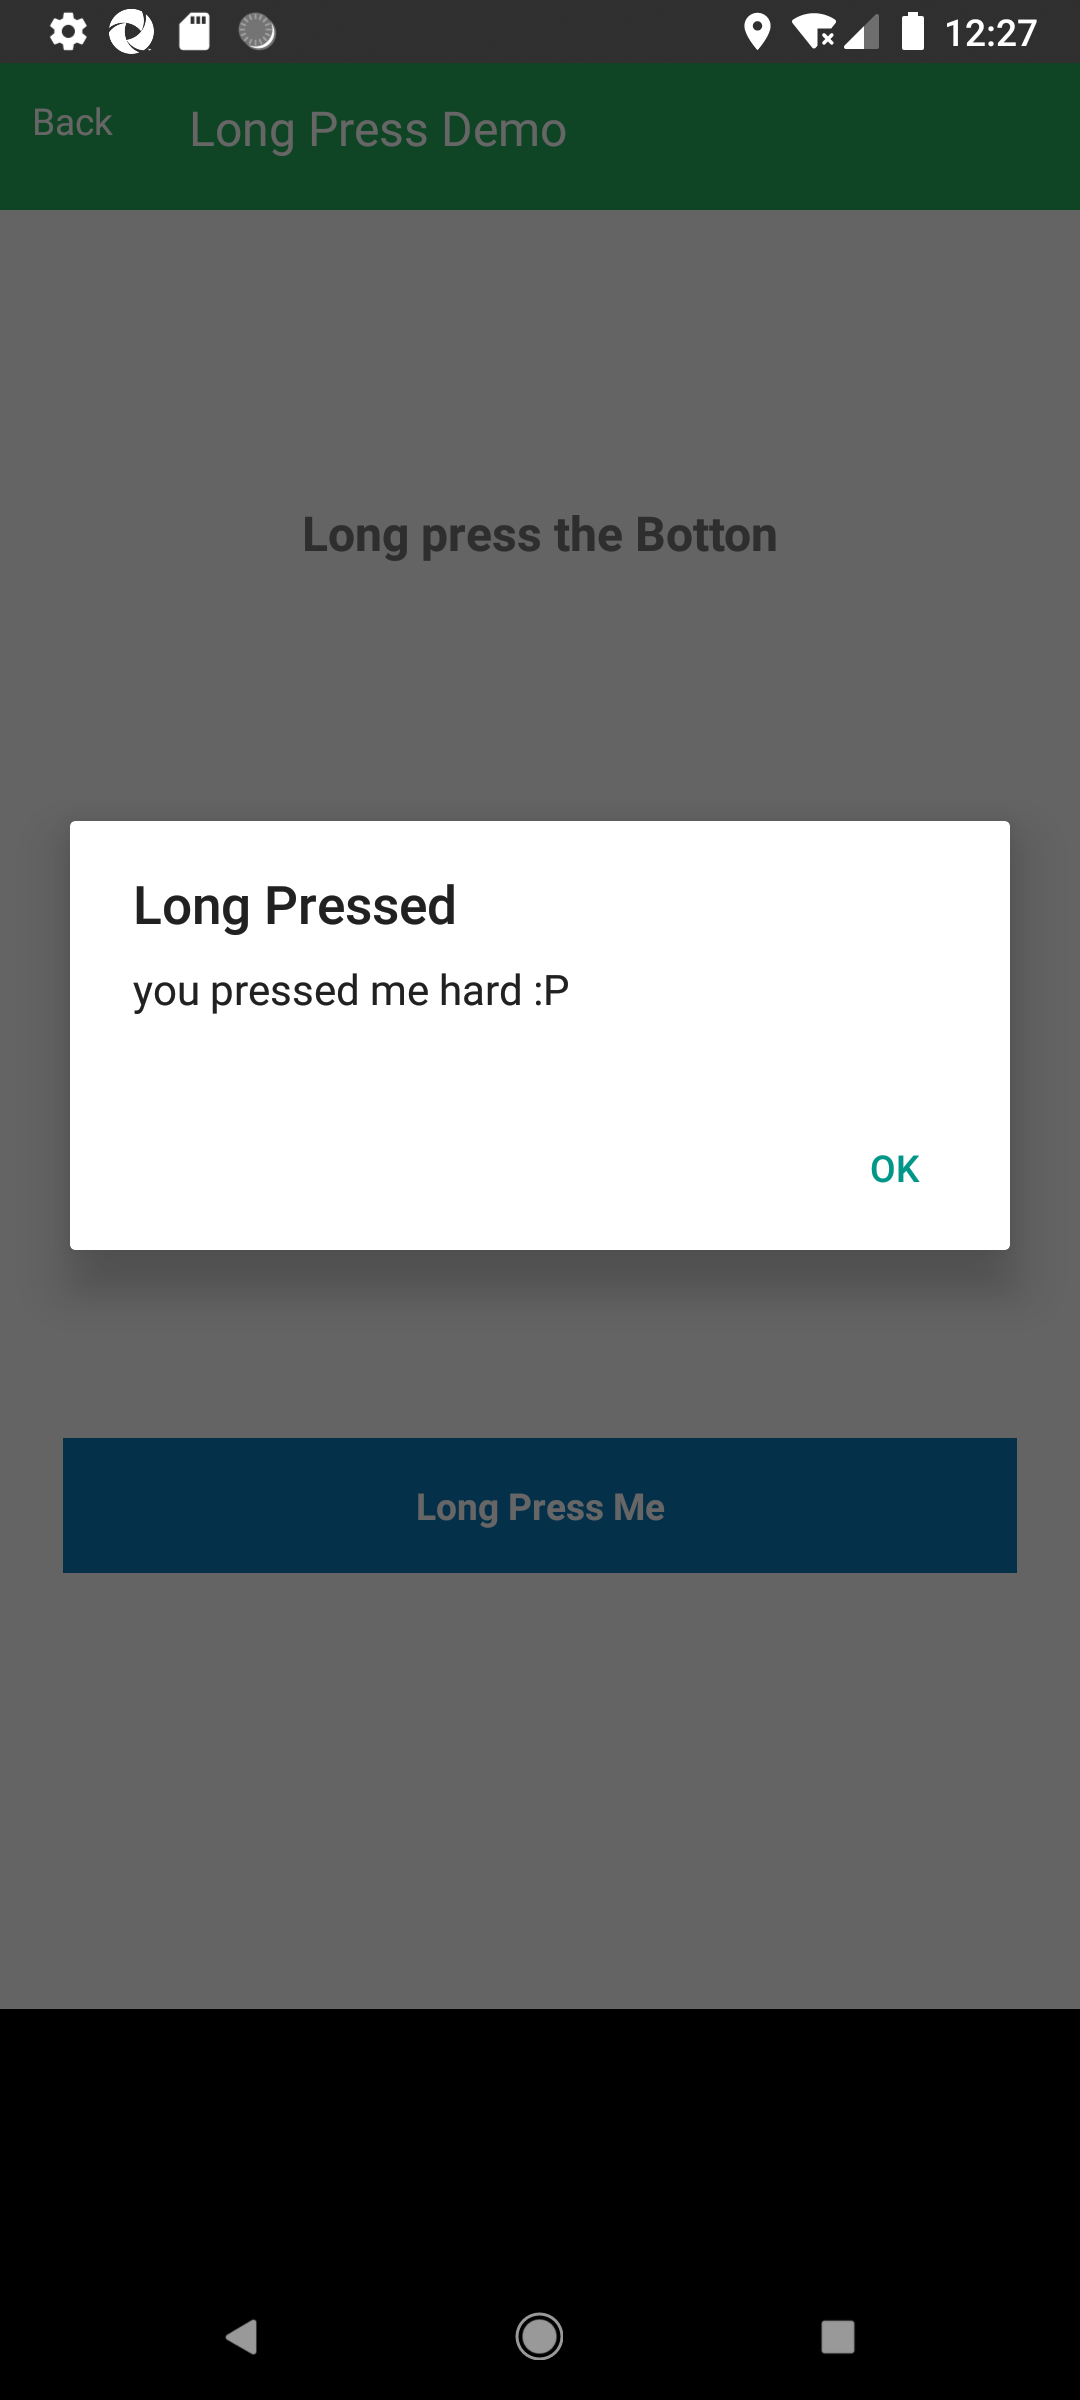 12:27
Back
Long Press Demo
Long press the Botton
Long Pressed
you pressed me hard :P
OK
Long Press Me